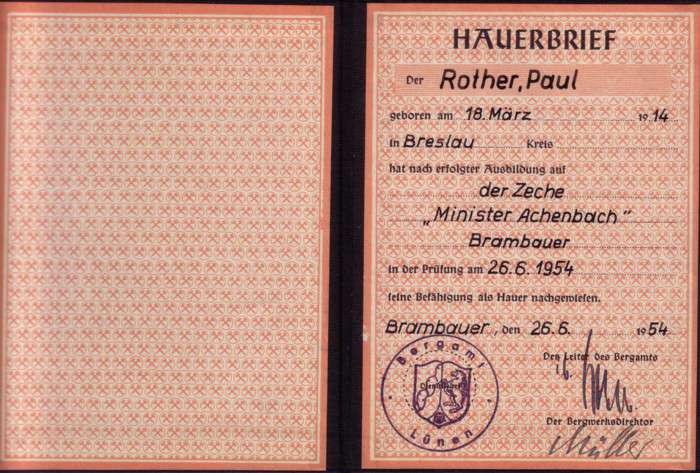 HAUERBRIEF
Der Rother, Paul
geboren am 18. März 1914
in Breslau Kreis
hat nach erfolgter Ausbildung auf
der Zeche
„Minister Achenbach"
Brambauer
in der Prüfung am 26.6.1954
seine Befähigung als Hauer nachgewiesen.
Brambauer, den 26.6. 1954
Bergamt
Lünen
Der Leiter des Bergamts
Der Bergwerksdirektor
Müller